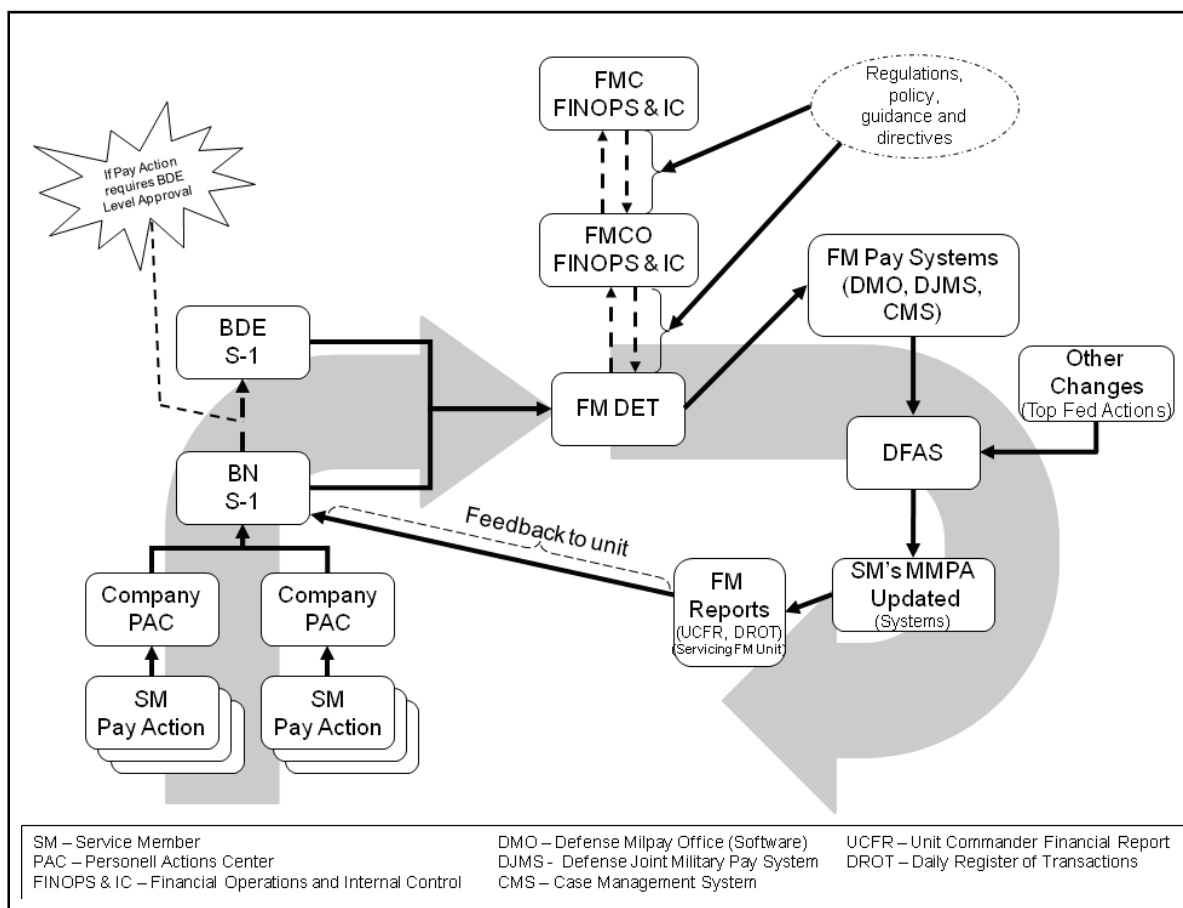 FMC
FINOPS & IC
Regulations,
policy,
guidance and
directives
If Pay Action
requires BDE
Level Approval
FMCO
FINOPS & IC
FM Pay Systems
(DMO, DJMS,
CMS)
BDE
S-1
Other
Changes
(Top Fed Actions)
FM DET
DFAS
BN
S-1
Feedback to unit
Company
PAC
Company
PAC
FM
Reports
(UCFR, DROT)
(Servicing FM Unit)
SM's MMPA
Updated
(Systems)
SM
Pay Action
SM
Pay Action
SM – Service Member
PAC – Personell Actions Center
FINOPS & IC – Financial Operations and Internal Control
DMO – Defense Milpay Office (Software)
DJMS - Defense Joint Military Pay System
CMS – Case Management System
UCFR – Unit Commander Financial Report
DROT – Daily Register of Transactions